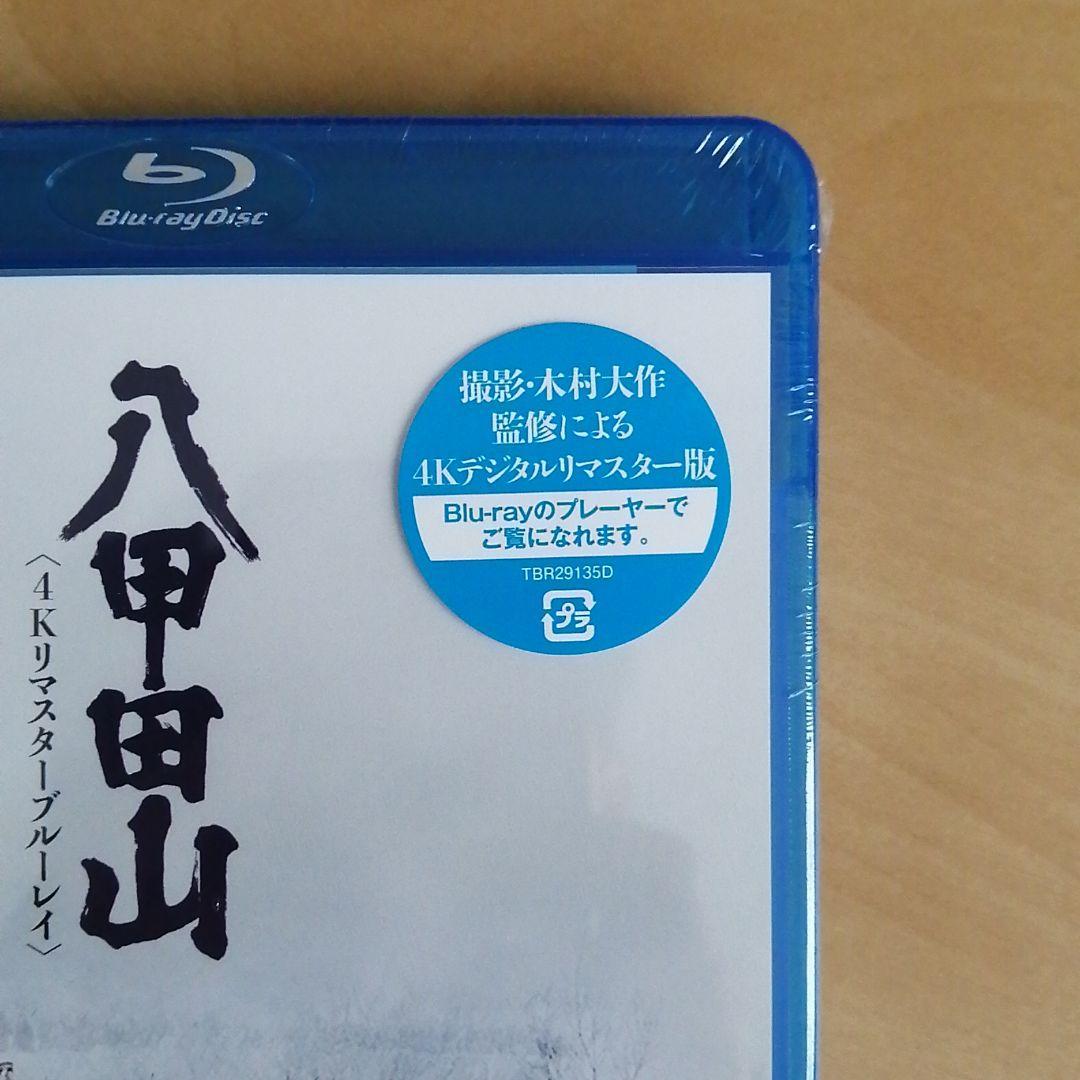 Blu-ray Disc
八甲田山
〈4Kリマスターブルーレイ〉
撮影・木村大作
監修による
4Kデジタルリマスター版
Blu-rayのプレーヤーで
ご覧になれます。
TBR29135D
プラ